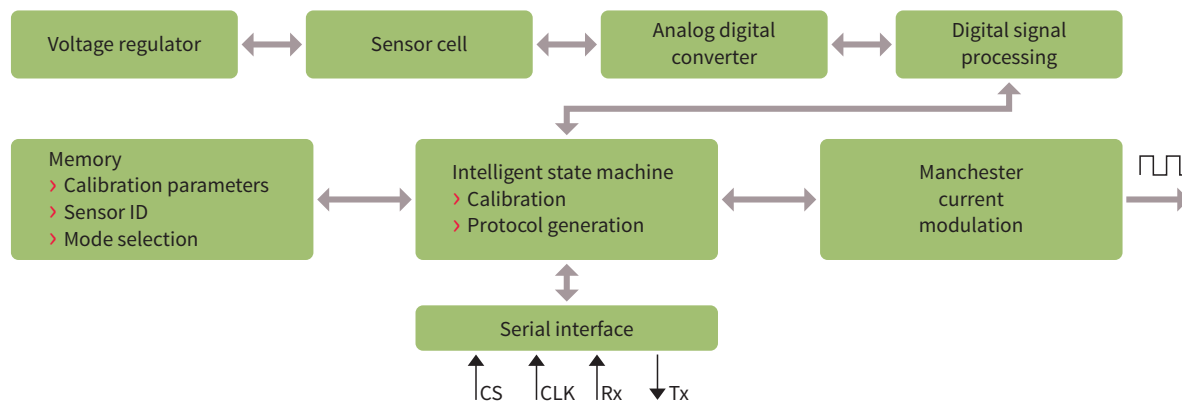 Voltage regulator
Sensor cell
Analog digital
converter
Digital signal
processing
Memory
› Calibration parameters
› Sensor ID
› Mode selection
Intelligent state machine
› Calibration
› Protocol generation
Manchester
current
modulation
Serial interface
CS
CLK
Rx
Tx